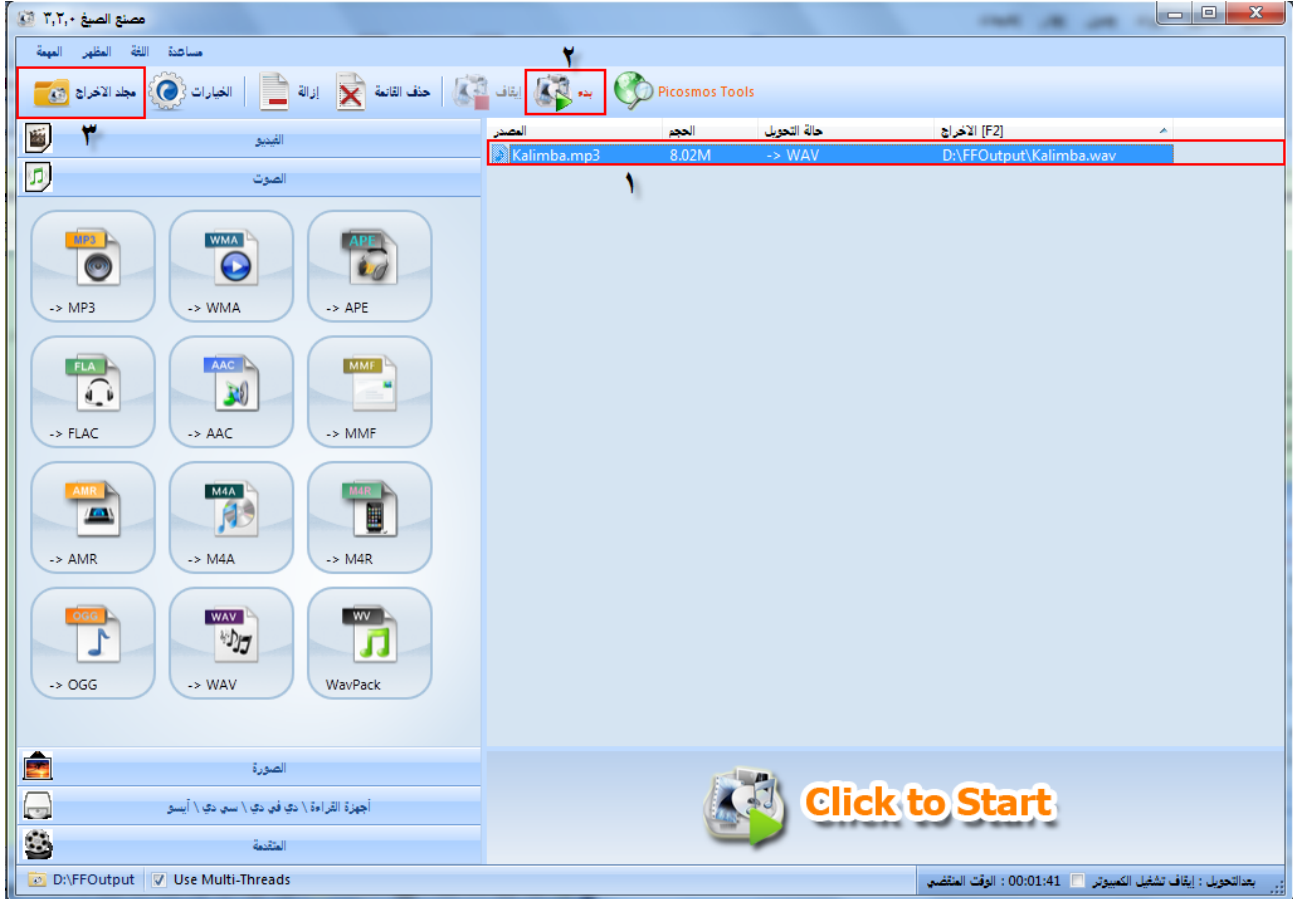 مصنع الصيغ ٣,٢,٠
المهمة المظهر اللغة مساعدة
مجلد الاخراج الخيارات إزالة حذف القائمة إيقاف بدء Picosmos Tools
٢
٣
الفيديو
الصوت
المصدر الحجم حالة التحويل [F2] الاخراج
Kalimba.mp3 8.02M -> WAV D:\FFOutput\Kalimba.wav
١
MP3 WMA APE
-> MP3 -> WMA -> APE
FLA AAC MMF
-> FLAC -> AAC -> MMF
AMR M4A M4R
-> AMR -> M4A -> M4R
OGG WAV WV
-> OGG -> WAV WavPack
الصورة
أجهزة القراءة \ دي في دي \ سي دي \ آيسو
المتقدمة
Click to Start
D:\FFOutput Use Multi-Threads
بعدالتحويل : إيقاف تشغيل الكمبيوتر 00:01:41 : الوقت المنقضي